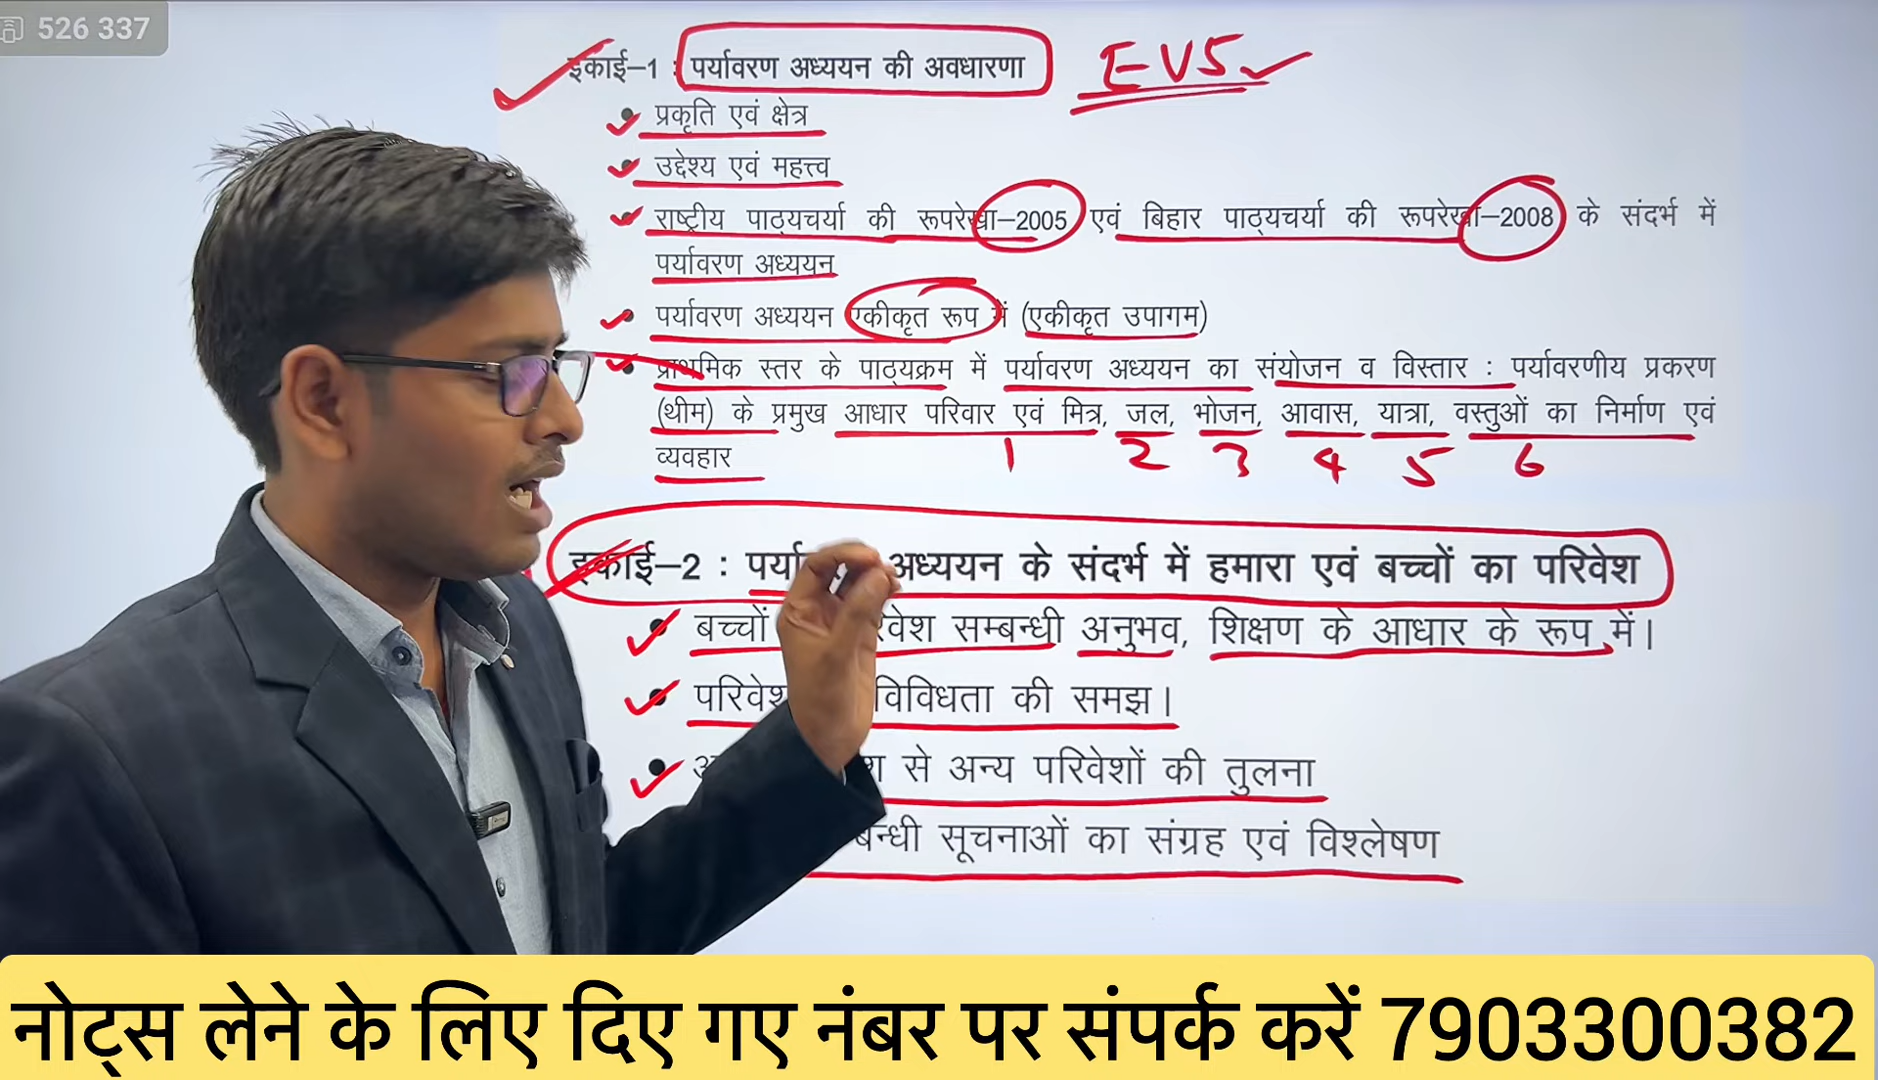 526 337
इकाई–1 : पर्यावरण अध्ययन की अवधारणा EVS
प्रकृति एवं क्षेत्र
उद्देश्य एवं महत्त्व
राष्ट्रीय पाठ्यचर्या की रूपरेखा–2005 एवं बिहार पाठ्यचर्या की रूपरेखा–2008 के संदर्भ में
पर्यावरण अध्ययन
पर्यावरण अध्ययन एकीकृत रूप में (एकीकृत उपागम)
प्राथमिक स्तर के पाठ्यक्रम में पर्यावरण अध्ययन का संयोजन व विस्तार : पर्यावरणीय प्रकरण
(थीम) के प्रमुख आधार परिवार एवं मित्र, जल, भोजन, आवास, यात्रा, वस्तुओं का निर्माण एवं
व्यवहार 1 2 3 4 5 6
इकाई–2 : अध्ययन के संदर्भ में हमारा एवं बच्चों का परिवेश
बच्चों सम्बन्धी अनुभव, शिक्षण के आधार के रूप में।
विविधता की समझ।
से अन्य परिवेशों की तुलना
सूचनाओं का संग्रह एवं विश्लेषण
नोट्स लेने के लिए दिए गए नंबर पर संपर्क करें 7903300382